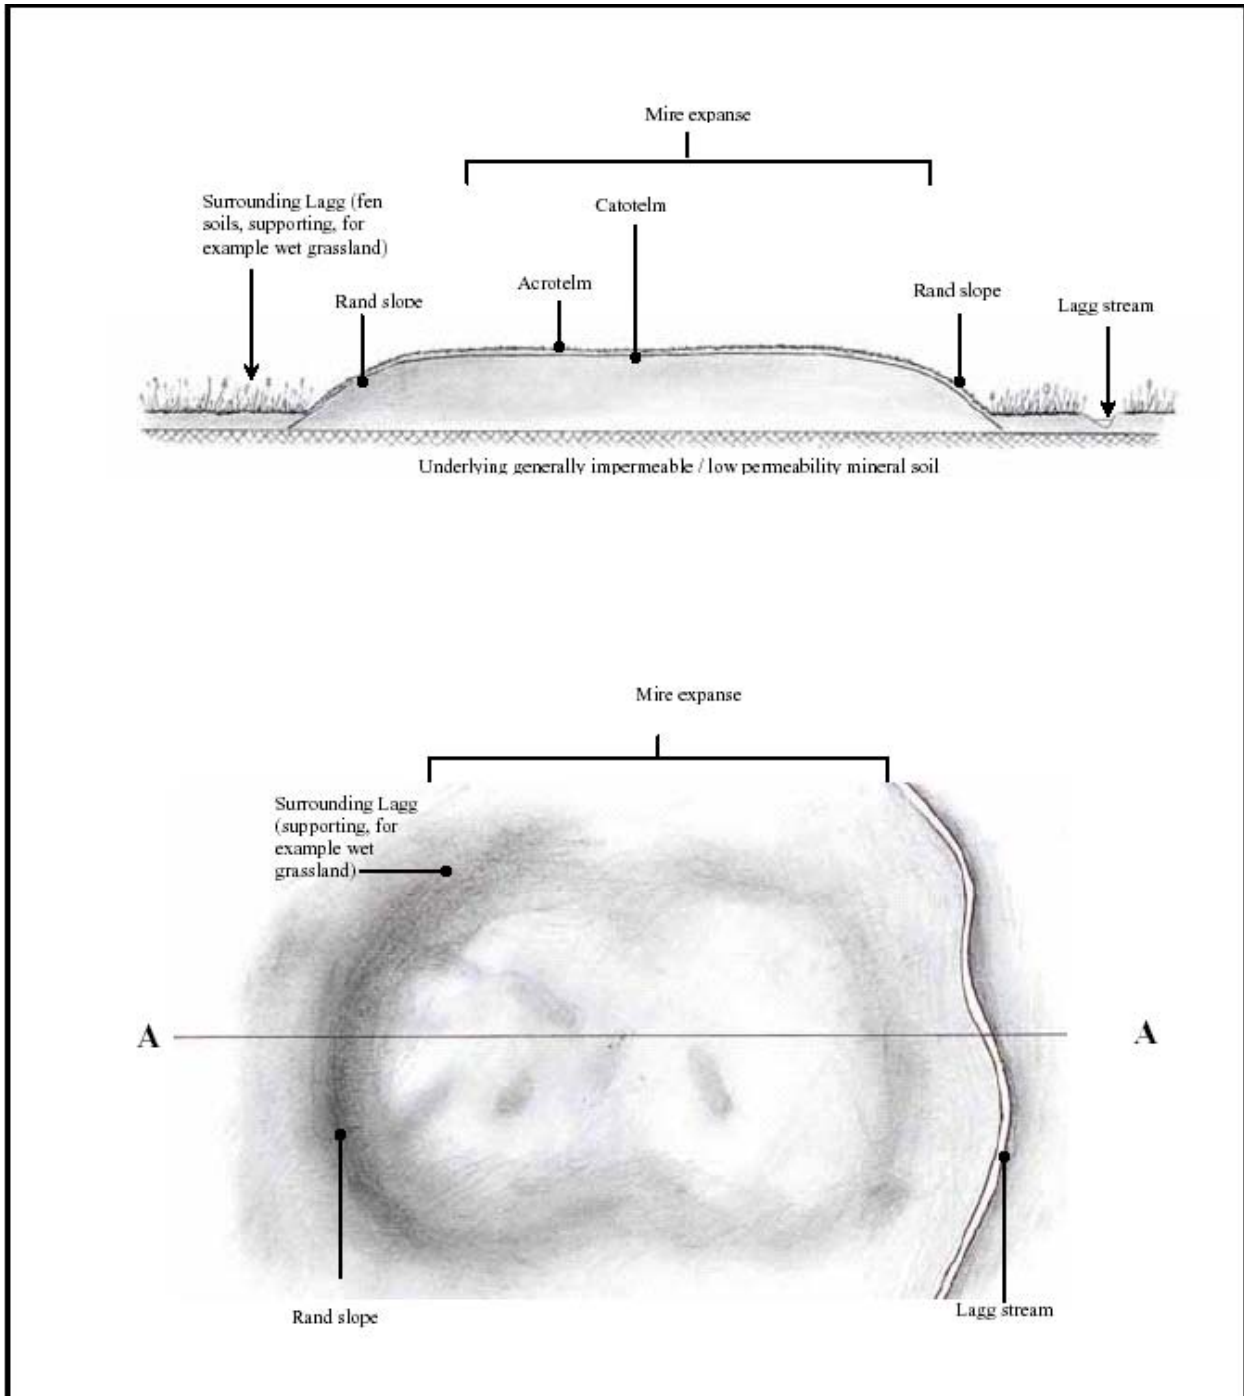 Mire expanse
Surrounding Lagg (fen
soils, supporting, for
example wet grassland)
Catotelm
Acrotelm
Rand slope
Rand slope
Lagg stream
Underlying generally impermeable / low permeability mineral soil
Mire expanse
Surrounding Lagg
(supporting, for
example wet
grassland)
A
A
Rand slope
Lagg stream